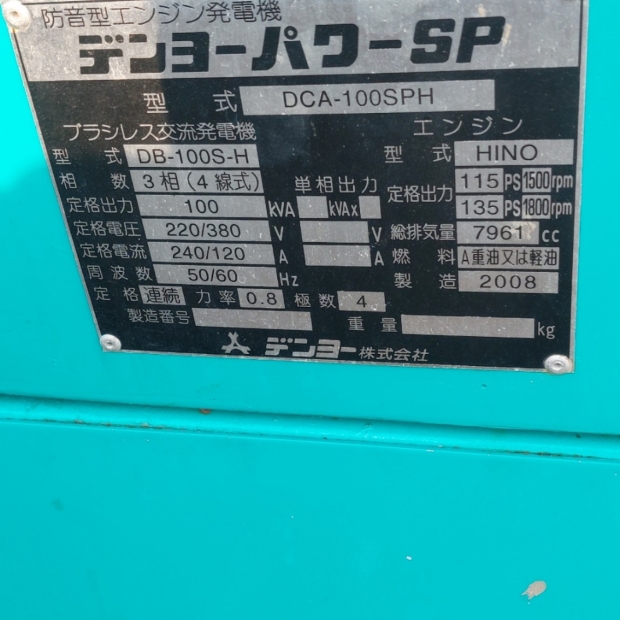 防音型エンジン発電機
デンヨーパワーSP
型 式 DCA-100SPH
ブラシレス交流発電機 エンジン
型 式 DB-100S-H 型 式 HINO
相 数 3相(4線式) 単相出力 定格出力 115 PS 1500 rpm
定格出力 100 kVA kVAx 135 PS 1800 rpm
定格電圧 220/380 V V 総排気量 7961 cc
定格電流 240/120 A A 燃 料 A重油又は軽油
周波数 50/60 Hz 製 造 2008
定 格 連続 力率 0.8 極数 4
製造番号 重 量 kg
デンヨー株式会社